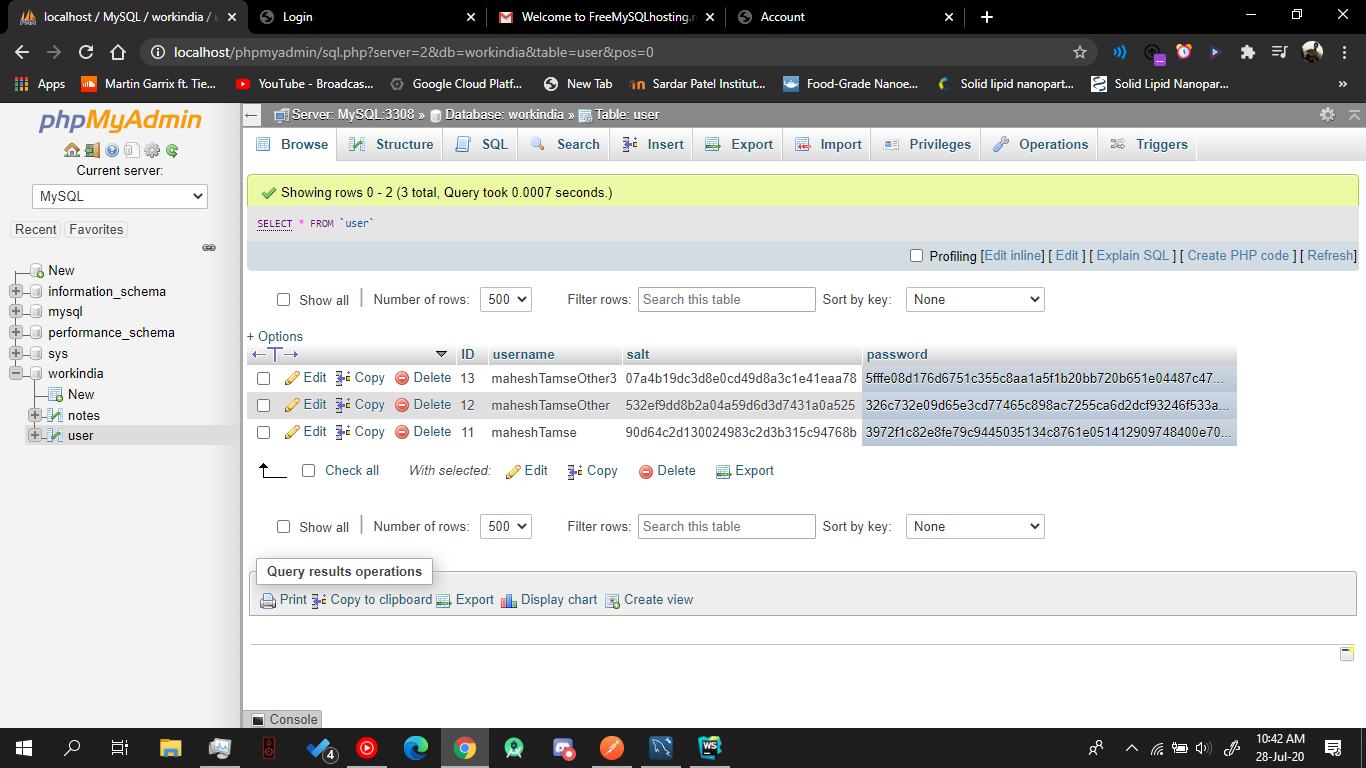 localhost / MySQL / workindia / u
Login
Welcome to FreeMySQLhosting.n
Account
localhost/phpmyadmin/sql.php?server=2&db=workindia&table=user&pos=0
Apps
Martin Garrix ft. Tie...
YouTube - Broadcas...
Google Cloud Platf...
New Tab
Sardar Patel Institut...
Food-Grade Nanoe...
Solid lipid nanopart...
Solid Lipid Nanopar...
»
phpMyAdmin
Current server:
MySQL
Recent Favorites
New
information_schema
mysql
performance_schema
sys
workindia
New
notes
user
Server: MySQL:3308 » Database: workindia » Table: user
Browse Structure SQL Search Insert Export Import Privileges Operations Triggers
Showing rows 0 - 2 (3 total, Query took 0.0007 seconds.)
SELECT * FROM `user`
Profiling [Edit inline] [ Edit ] [ Explain SQL ] [ Create PHP code ] [ Refresh]
Show all | Number of rows: 500 Filter rows: Search this table Sort by key: None
+ Options
←T→ ID username salt password
Edit Copy Delete 13 maheshTamseOther3 07a4b19dc3d8e0cd49d8a3c1e41eaa78 5fffe08d176d6751c355c8aa1a5f1b20bb720b651e04487c47...
Edit Copy Delete 12 maheshTamseOther 532ef9dd8b2a04a59d6d3d7431a0a525 326c732e09d65e3cd77465c898ac7255ca6d2dcf93246f533a...
Edit Copy Delete 11 maheshTamse 90d64c2d130024983c2d3b315c94768b 3972f1c82e8fe79c9445035134c8761e051412909748400e70...
Check all With selected: Edit Copy Delete Export
Show all | Number of rows: 500 Filter rows: Search this table Sort by key: None
Query results operations
Print Copy to clipboard Export Display chart Create view
Console
4
WS
10:42 AM
28-Jul-20